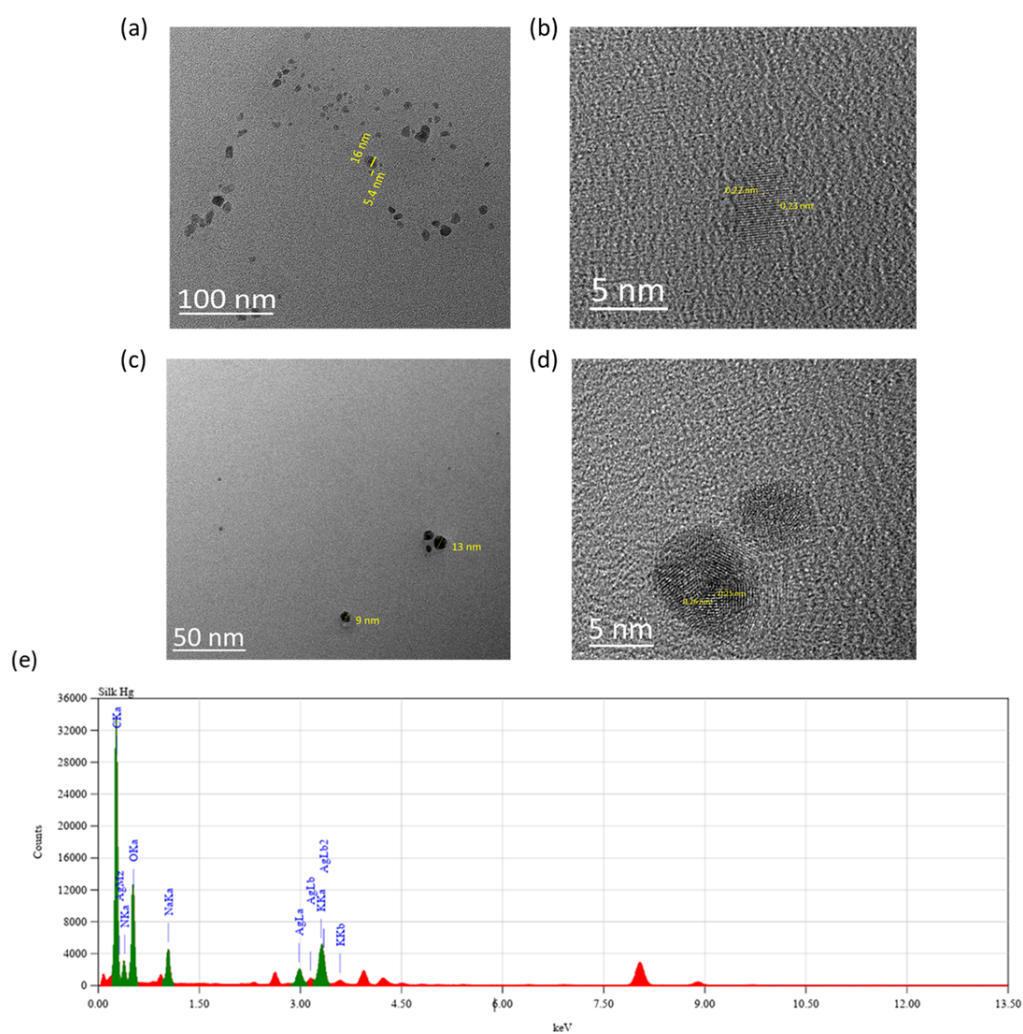 (a)
16 nm
5.4 nm
100 nm
(b)
0.22 nm
0.23 nm
5 nm
(c)
13 nm
9 nm
50 nm
(d)
0.26 nm
0.25 nm
5 nm
(e)
Silk Hg
36000
32000
28000
24000
20000
16000
12000
8000
4000
0
Counts
CKa
AgMz
NKa
OKa
NaKa
AgLa
AgLb
KKa
AgLb2
KKb
0.00 1.50 3.00 4.50 6.00 7.50 9.00 10.50 12.00 13.50
keV